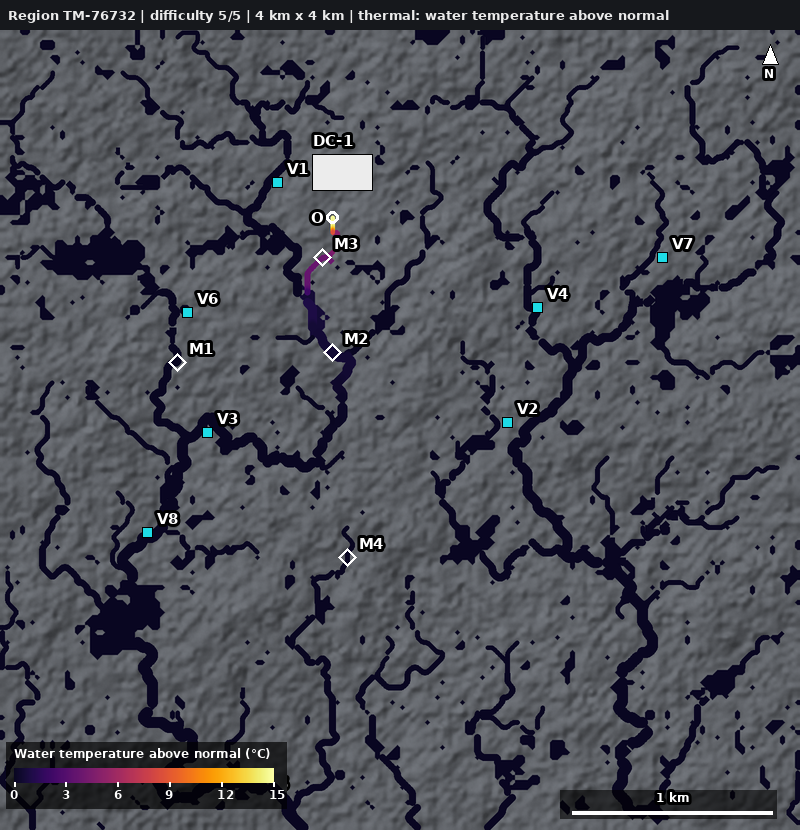 Region TM-76732 | difficulty 5/5 | 4 km x 4 km | thermal: water temperature above normal
N
DC-1
V1
O
M3
V7
V6
V4
M2
M1
V2
V3
V8
M4
Water temperature above normal (°C)
0 3 6 9 12 15
1 km